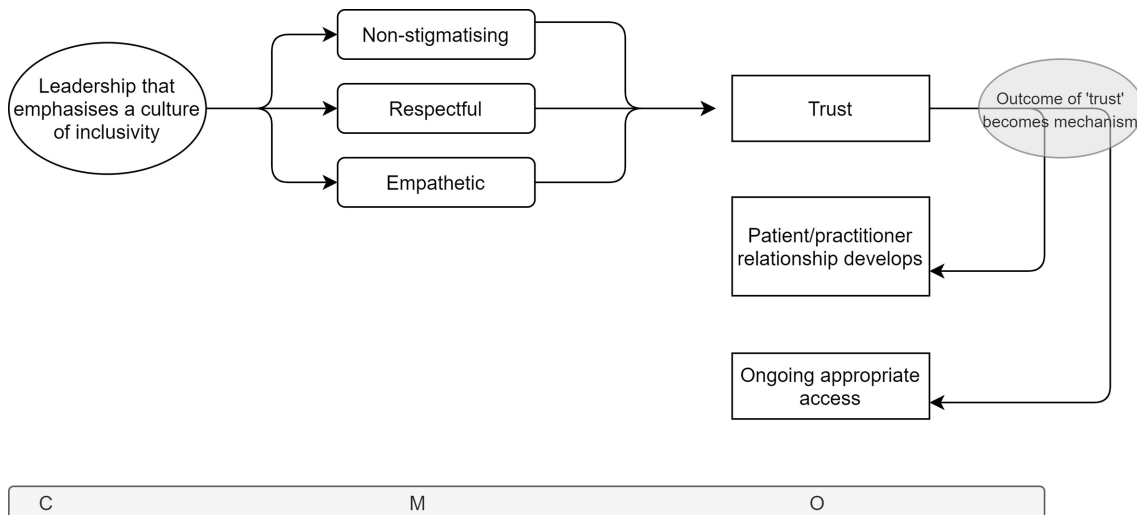 Leadership that
emphasises a culture
of inclusivity
Non-stigmatising
Respectful
Empathetic
Trust
Outcome of 'trust'
becomes mechanism
Patient/practitioner
relationship develops
Ongoing appropriate
access
C M O